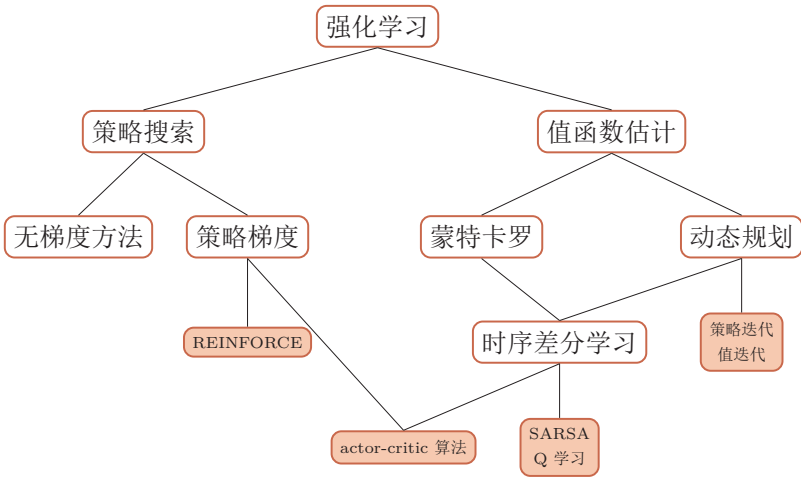 强化学习
策略搜索
值函数估计
无梯度方法
策略梯度
蒙特卡罗
动态规划
REINFORCE
时序差分学习
策略迭代
值迭代
actor-critic 算法
SARSA
Q 学习